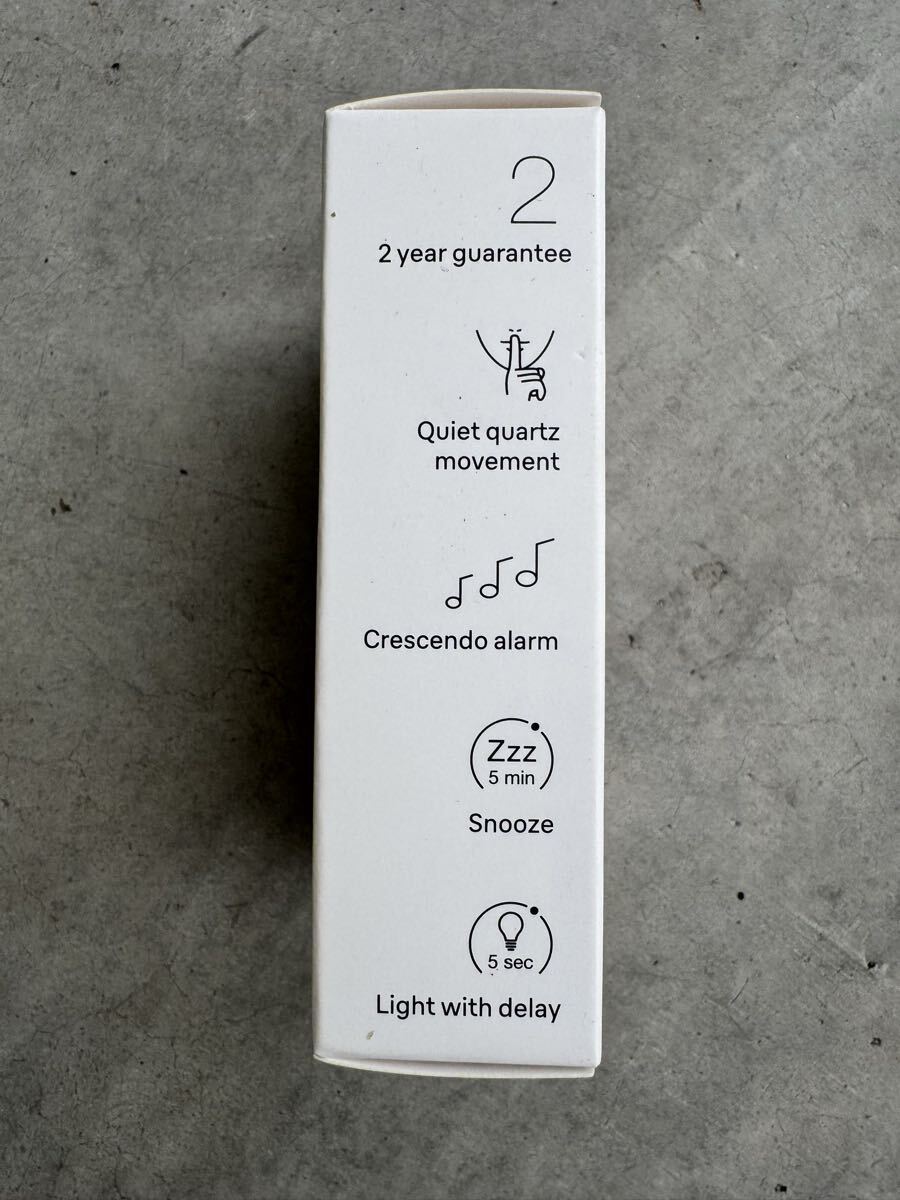 2
2 year guarantee
Quiet quartz
movement
Crescendo alarm
Zzz
5 min
Snooze
5 sec
Light with delay